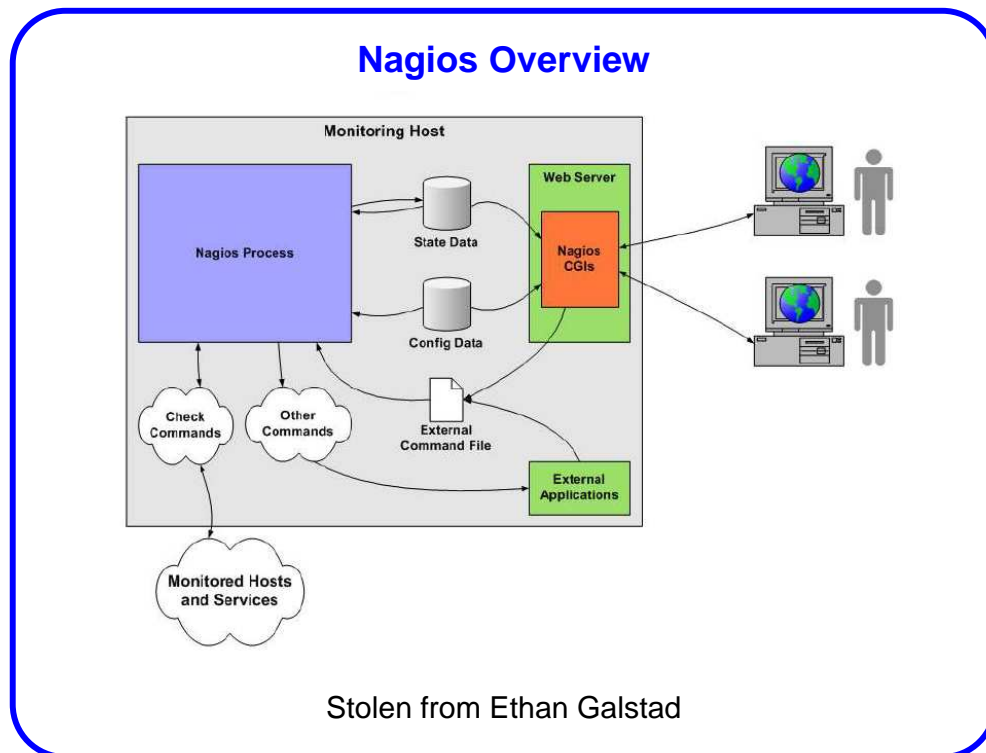 Nagios Overview
Monitoring Host
Nagios Process
State Data
Config Data
Web Server
Nagios
CGIs
Check
Commands
Other
Commands
External
Command File
External
Applications
Monitored Hosts
and Services
Stolen from Ethan Galstad